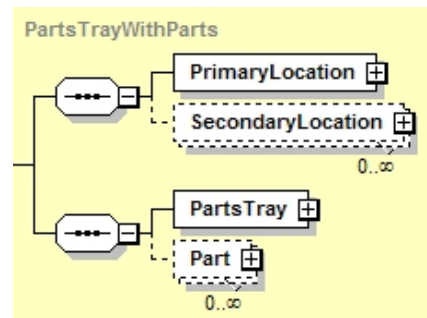 PartsTrayWithParts
PrimaryLocation
SecondaryLocation
0..∞
PartsTray
Part
0..∞